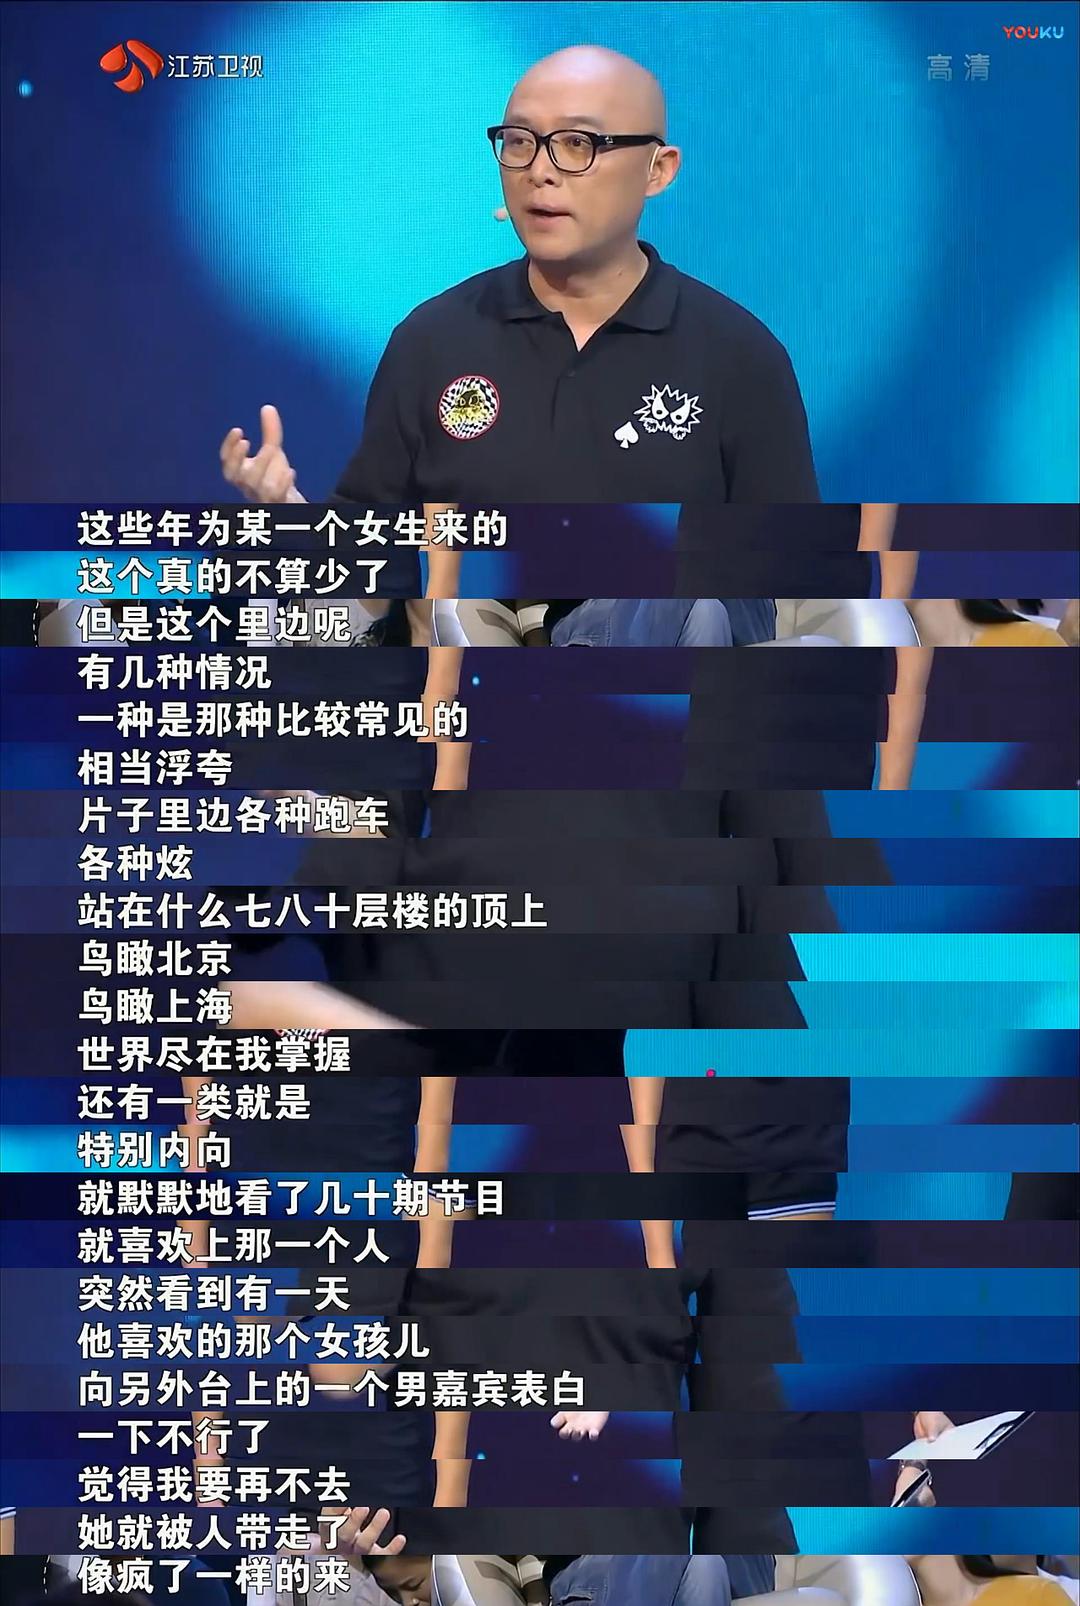 YOUKU
江苏卫视
高清
这些年为某一个女生来的
这个真的不算少了
但是这个里边呢
有几种情况
一种是那种比较常见的
相当浮夸
片子里边各种跑车
各种炫
站在什么七八十层楼的顶上
鸟瞰北京
鸟瞰上海
世界尽在我掌握
还有一类就是
特别内向
就默默地看了几十期节目
就喜欢上那一个人
突然看到有一天
他喜欢的那个女孩儿
向另外台上的一个男嘉宾表白
一下不行了
觉得我要再不去
她就被人带走了
像疯了一样的来